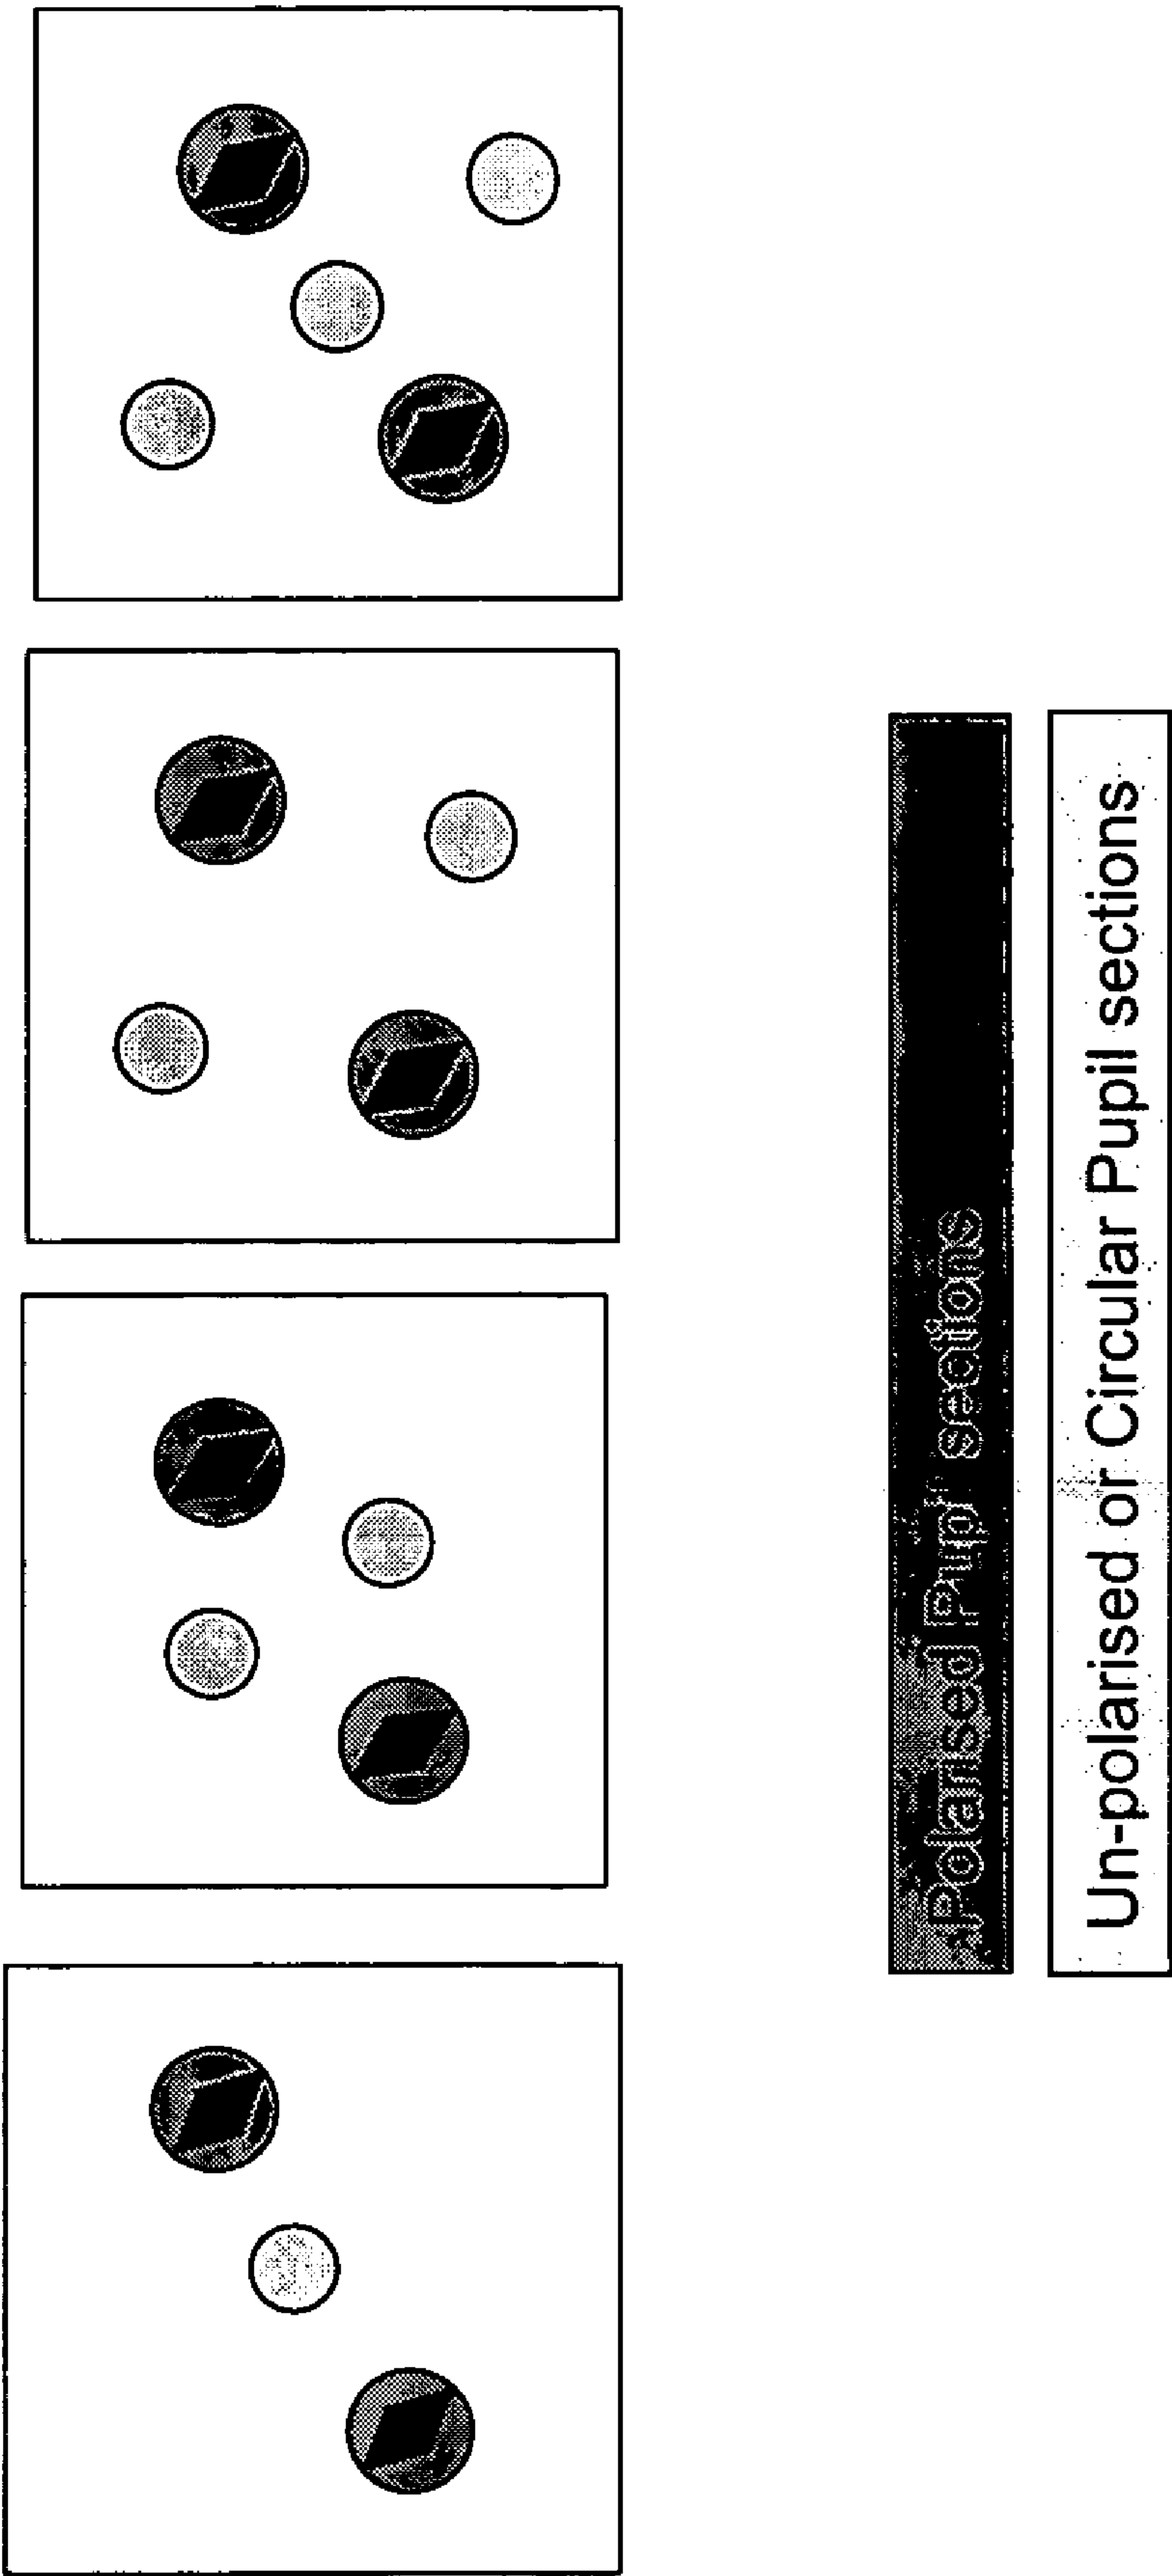 Polarised Pupil sections
Un-polarised or Circular Pupil sections